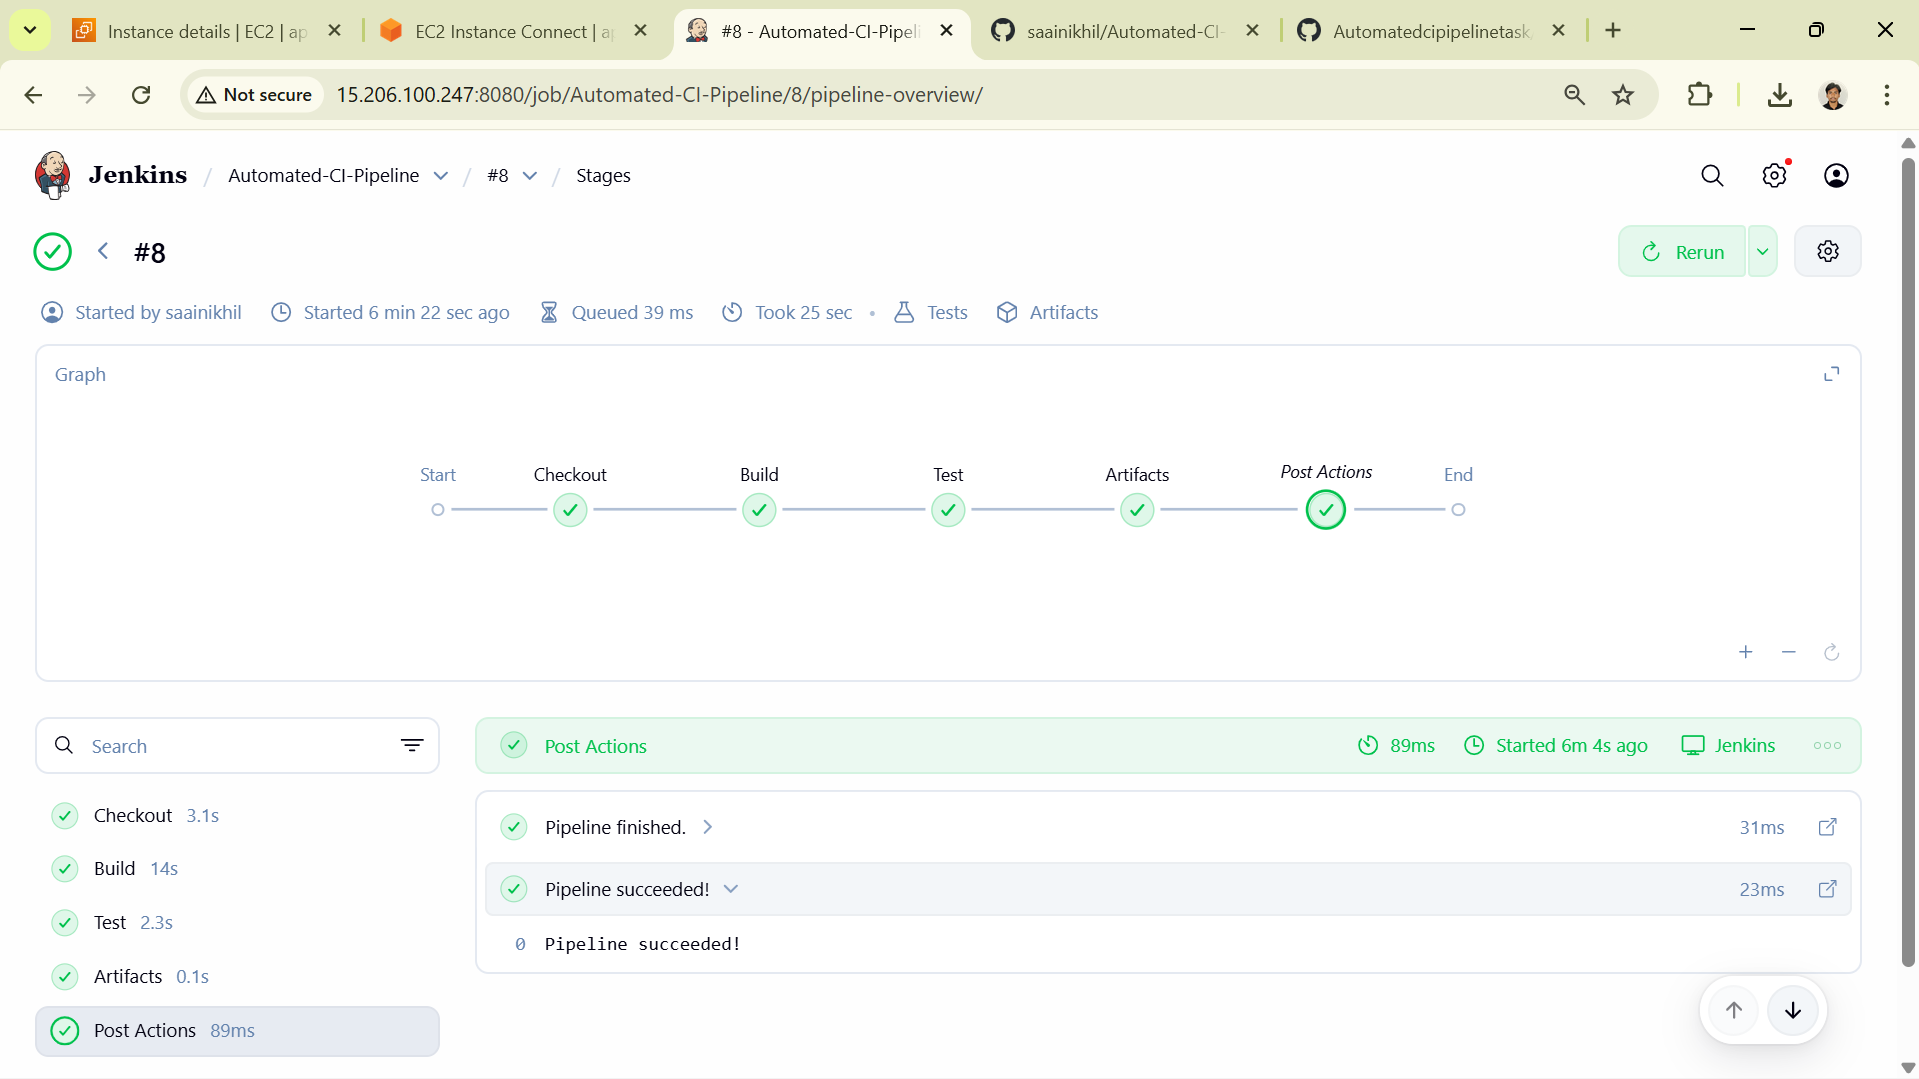 Instance details | EC2 | ap
EC2 Instance Connect | ap
#8 - Automated-CI-Pipeli
saainikhil/Automated-CI-
Automatedcipipelinetask
Not secure
15.206.100.247:8080/job/Automated-CI-Pipeline/8/pipeline-overview/
Jenkins / Automated-CI-Pipeline / #8 / Stages
#8
Rerun
Started by saainikhil
Started 6 min 22 sec ago
Queued 39 ms
Took 25 sec
Tests
Artifacts
Graph
Start
Checkout
Build
Test
Artifacts
Post Actions
End
Search
Checkout 3.1s
Build 14s
Test 2.3s
Artifacts 0.1s
Post Actions 89ms
Post Actions
89ms
Started 6m 4s ago
Jenkins
Pipeline finished.
31ms
Pipeline succeeded!
23ms
0 Pipeline succeeded!